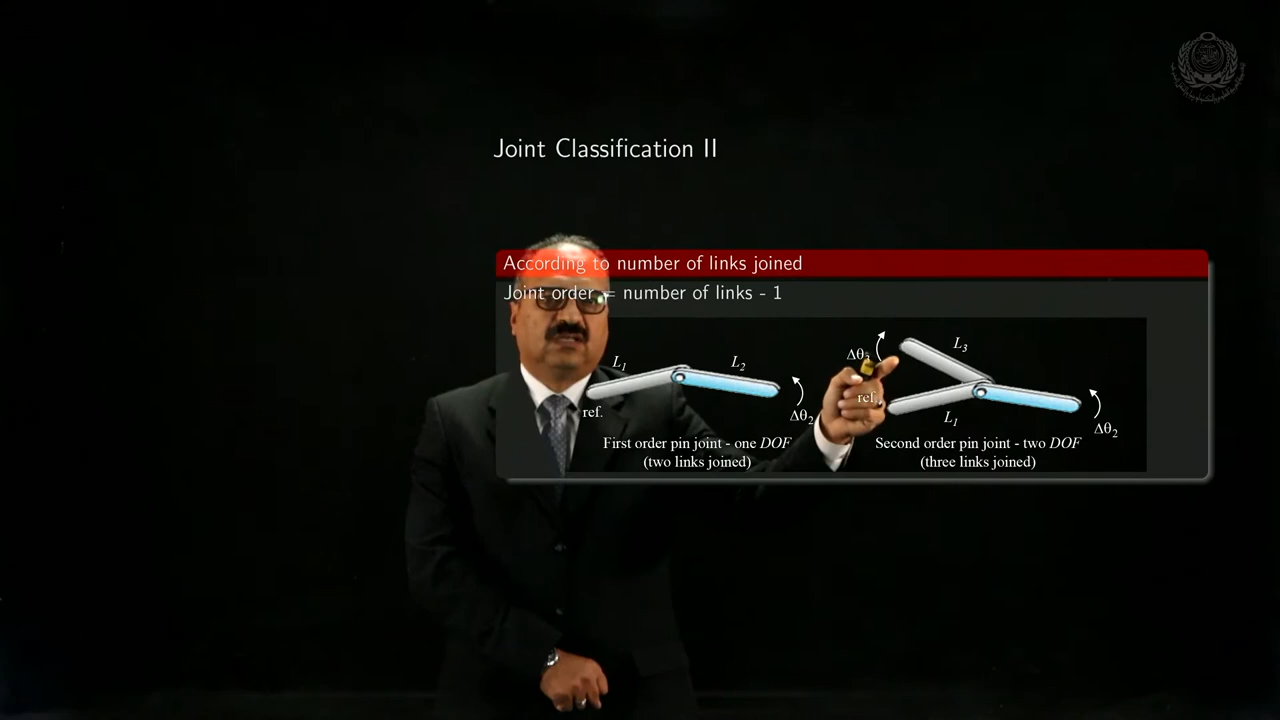 Joint Classification II
According to number of links joined
Joint order = number of links - 1
L1
L2
ref.
Δθ2
First order pin joint - one DOF
(two links joined)
Δθ3
L3
ref.
L1
Δθ2
Second order pin joint - two DOF
(three links joined)